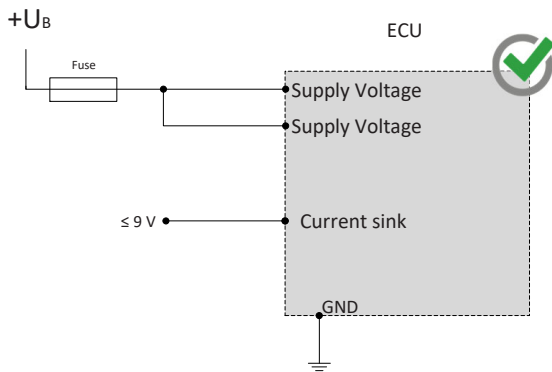 +UB
ECU
Fuse
Supply Voltage
Supply Voltage
≤ 9 V
Current sink
GND